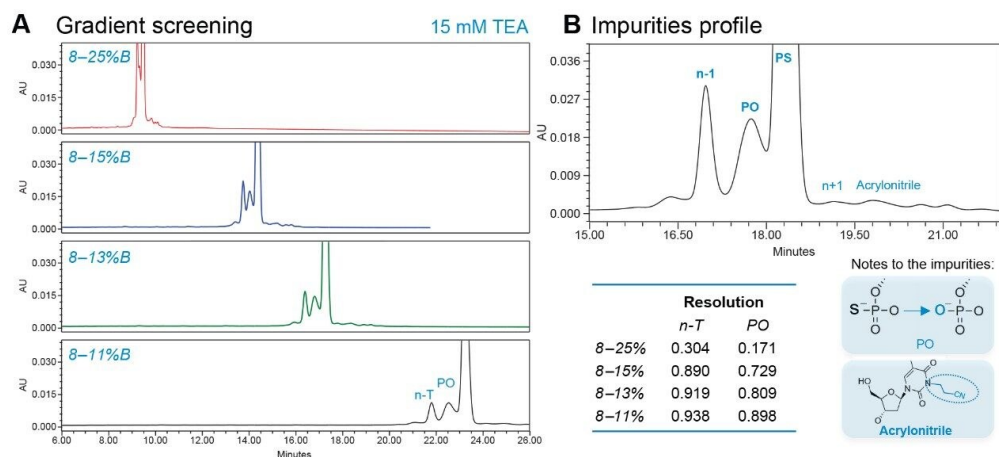 A Gradient screening
15 mM TEA
8–25%B
AU
0.030
0.015
0.000
8–15%B
AU
0.030
0.015
0.000
8–13%B
AU
0.030
0.015
0.000
8–11%B
AU
0.030
0.015
0.000
n-T
PO
6.00 8.00 10.00 12.00 14.00 16.00 18.00 20.00 22.00 24.00 26.00
Minutes
B Impurities profile
AU
0.036
0.027
0.018
0.009
0.000
n-1
PO
PS
n+1
Acrylonitrile
15.00 16.50 18.00 19.50 21.00
Minutes
Resolution
n-T PO
8–25% 0.304 0.171
8–15% 0.890 0.729
8–13% 0.919 0.809
8–11% 0.938 0.898
Notes to the impurities:
O
S⁻ P O
O
O
O⁻ P O
O
PO
O
HO
O
N
N
O
CN
O
Acrylonitrile